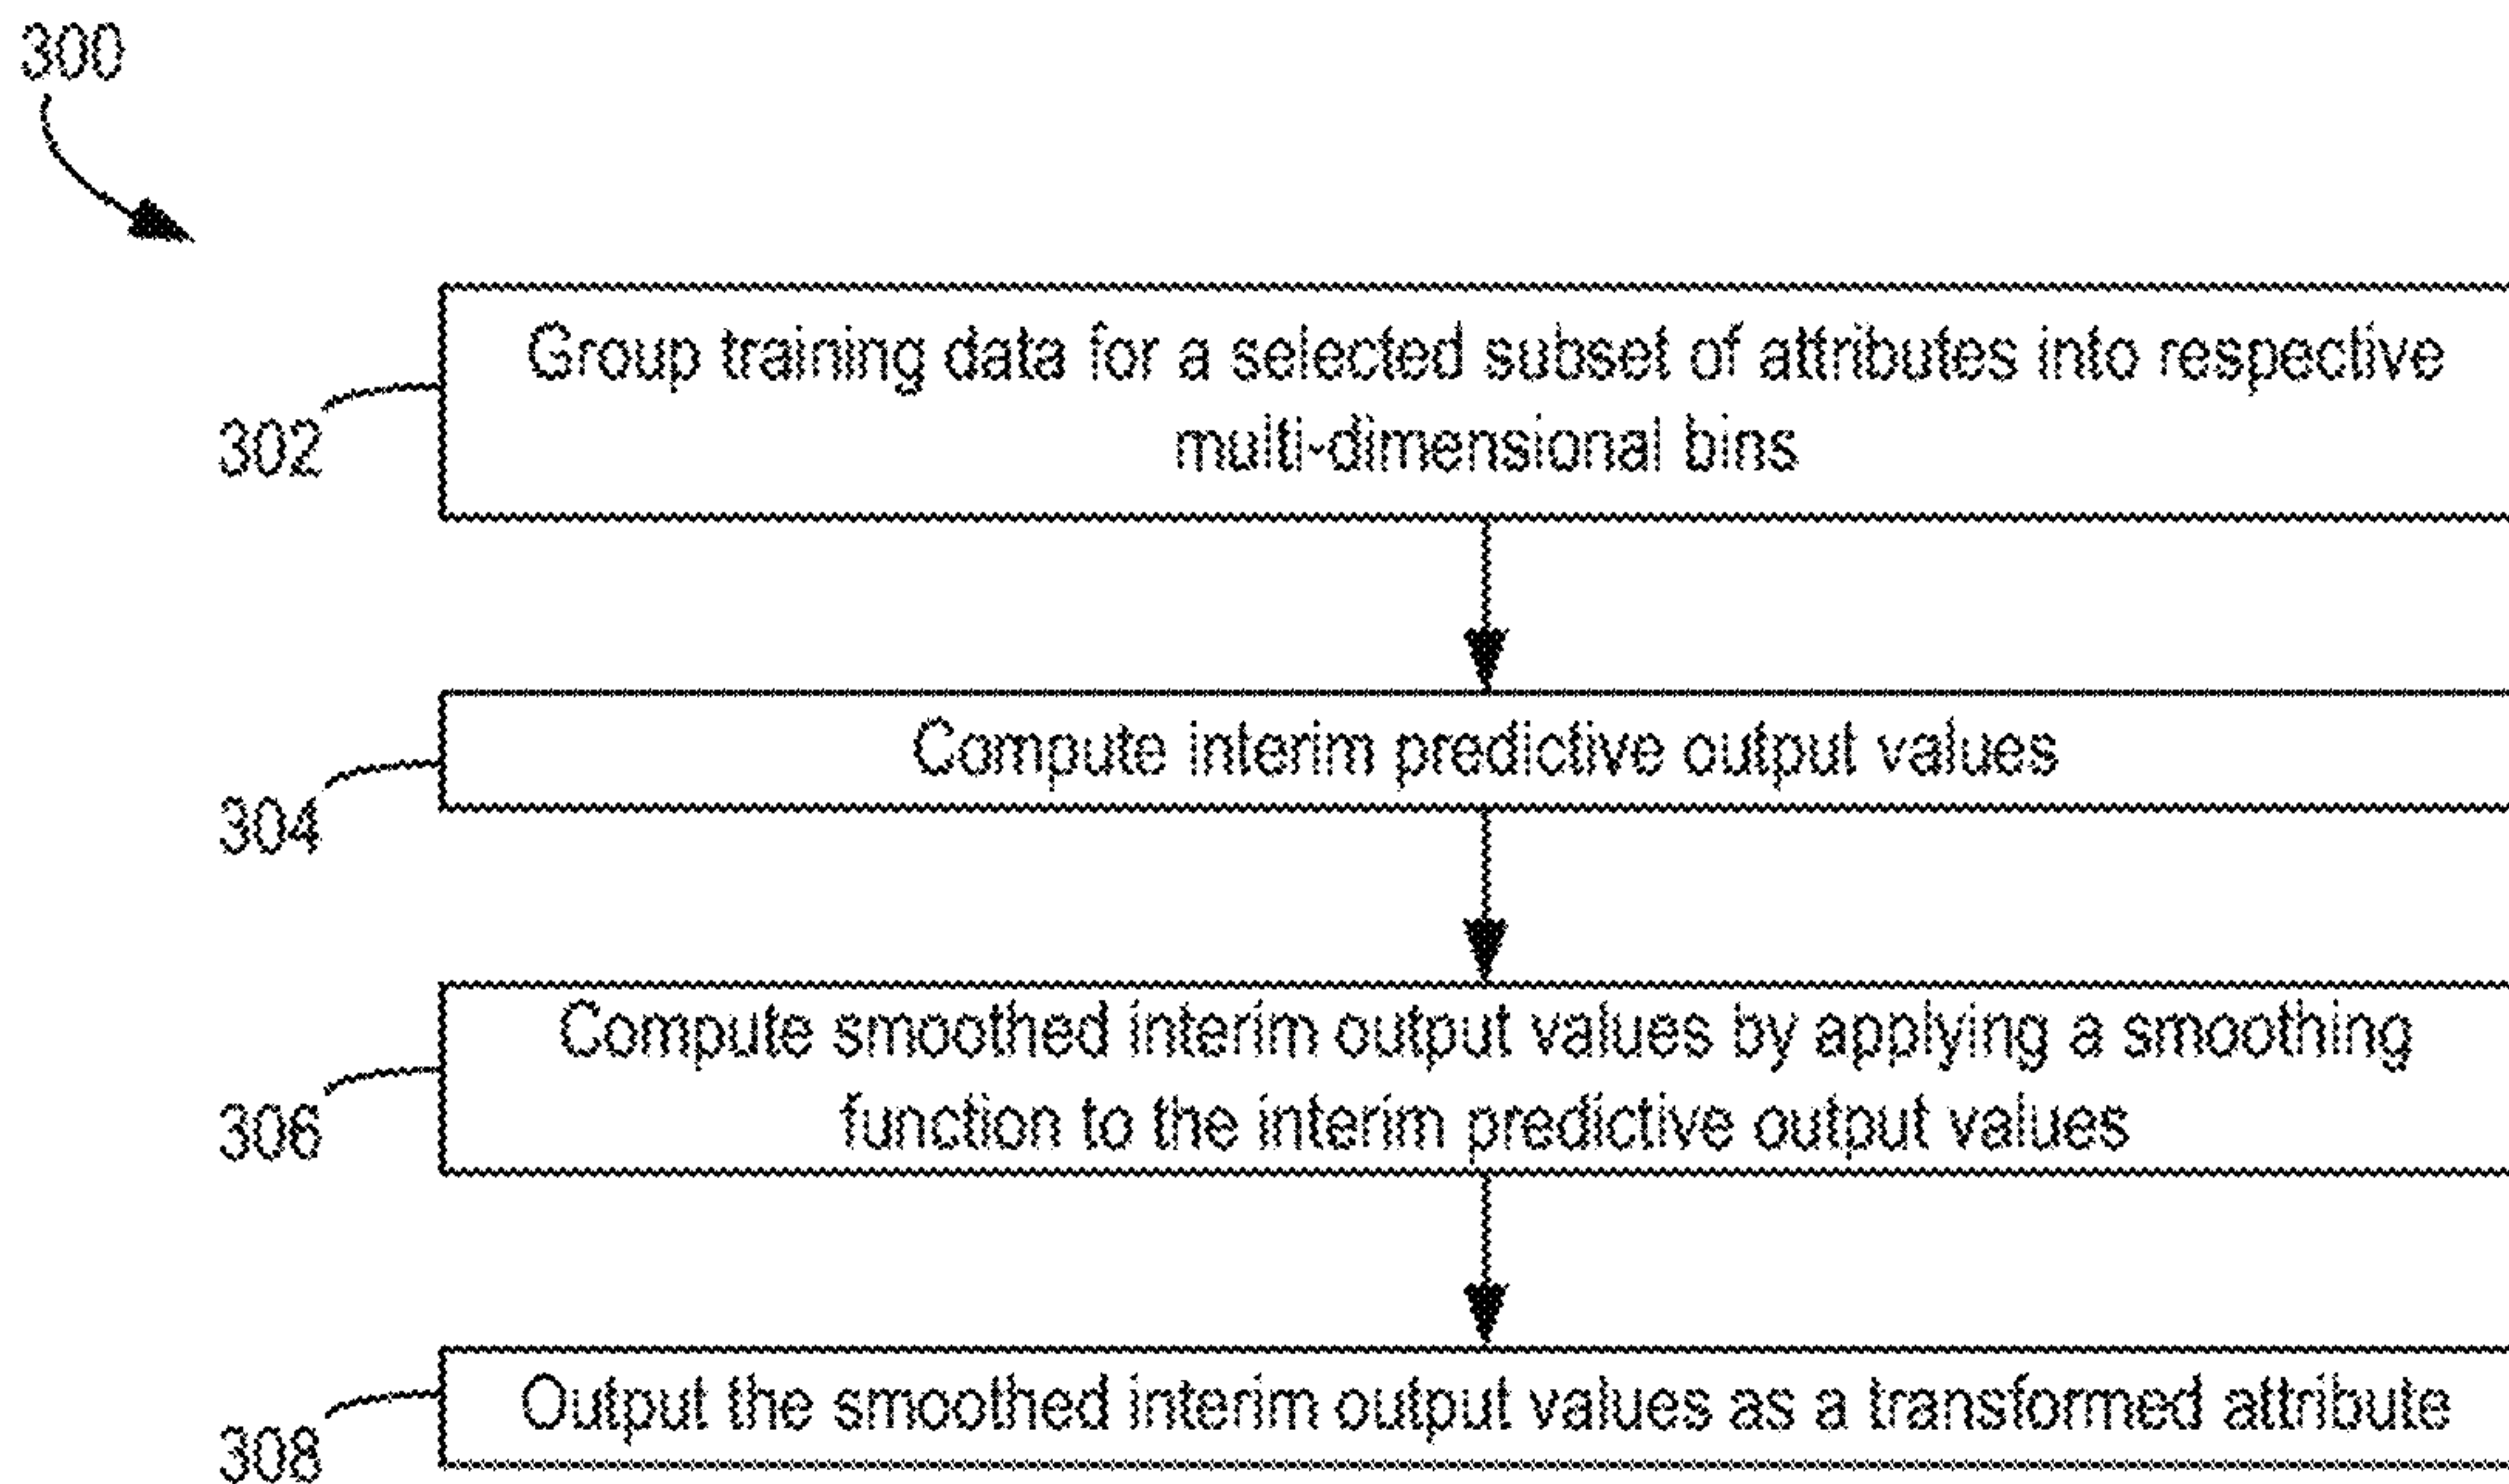 300
Group training data for a selected subset of attributes into respective
multi-dimensional bins
302
Compute interim predictive output values
304
Compute smoothed interim output values by applying a smoothing
function to the interim predictive output values
306
Output the smoothed interim output values as a transformed attribute
308